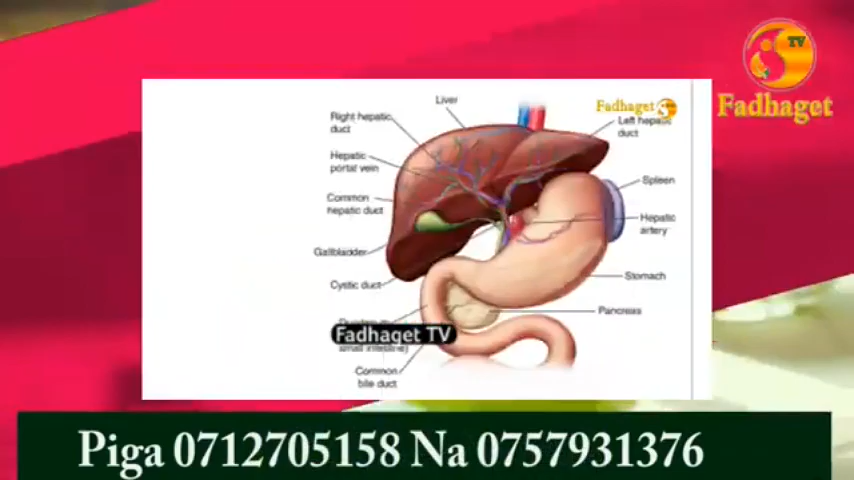 TV
Fadhaget
Fadhaget
Liver
Right hepatic
duct
Left hepatic
duct
Hepatic
portal vein
Spleen
Common
hepatic duct
Hepatic
artery
Gallbladder
Stomach
Cystic duct
Pancreas
Fadhaget TV
small intestine)
Common
bile duct
Piga 0712705158 Na 0757931376